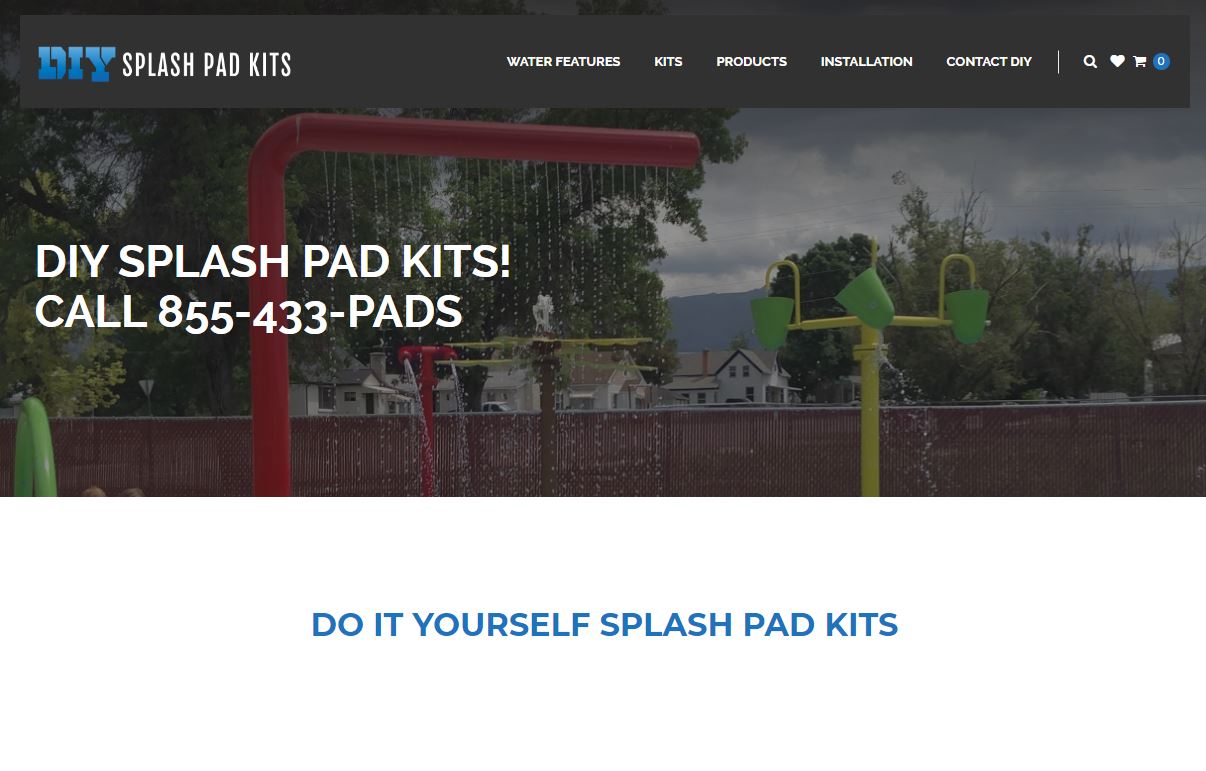 DIY SPLASH PAD KITS
WATER FEATURES
KITS
PRODUCTS
INSTALLATION
CONTACT DIY
0
DIY SPLASH PAD KITS!
CALL 855-433-PADS
DO IT YOURSELF SPLASH PAD KITS